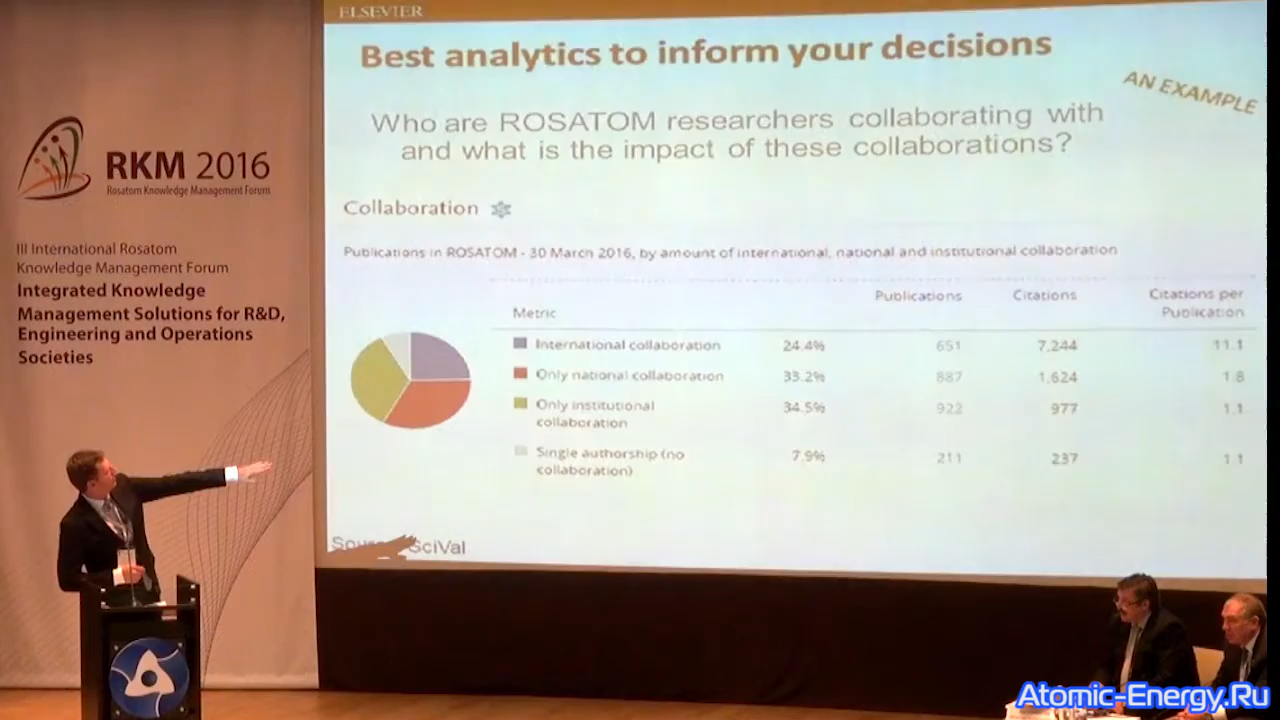 ELSEVIER
Best analytics to inform your decisions
AN EXAMPLE
Who are ROSATOM researchers collaborating with
and what is the impact of these collaborations?
RKM 2016
Rosatom Knowledge Management Forum
III International Rosatom
Knowledge Management Forum
Integrated Knowledge
Management Solutions for R&D,
Engineering and Operations
Societies
Collaboration
Publications in ROSATOM - 30 March 2016, by amount of international, national and institutional collaboration
Metric Publications Citations Citations per
Publication
International collaboration 24.4% 651 7,244 11.1
Only national collaboration 33.2% 887 1,624 1.8
Only institutional 34.5% 922 977 1.1
collaboration
Single authorship (no 7.9% 211 237 1.1
collaboration)
SciVal
Atomic-Energy.Ru